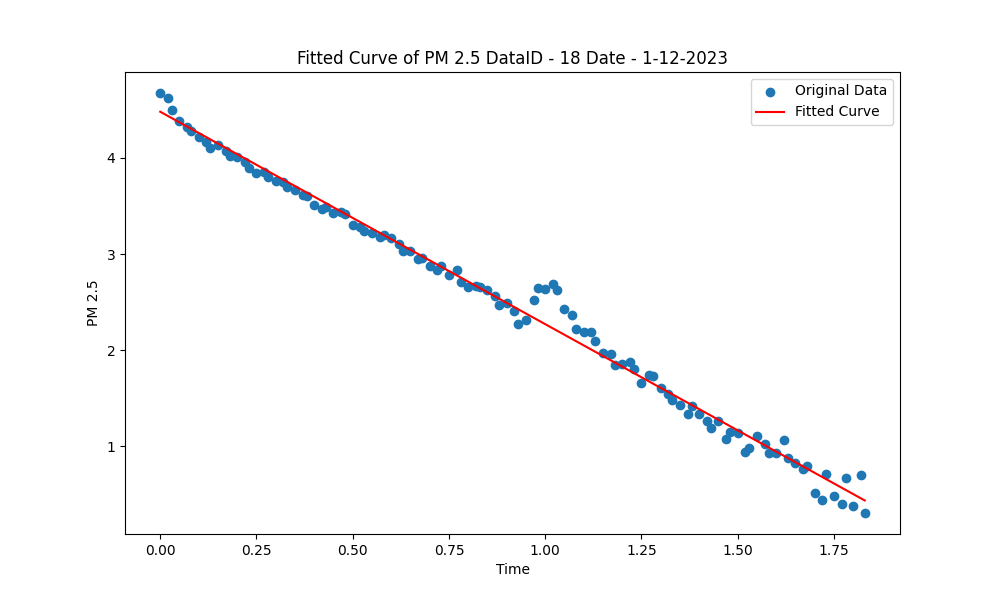 Fitted Curve of PM 2.5 DataID - 18 Date - 1-12-2023
Original Data
Fitted Curve
4
3
2
1
PM 2.5
0.00 0.25 0.50 0.75 1.00 1.25 1.50 1.75
Time